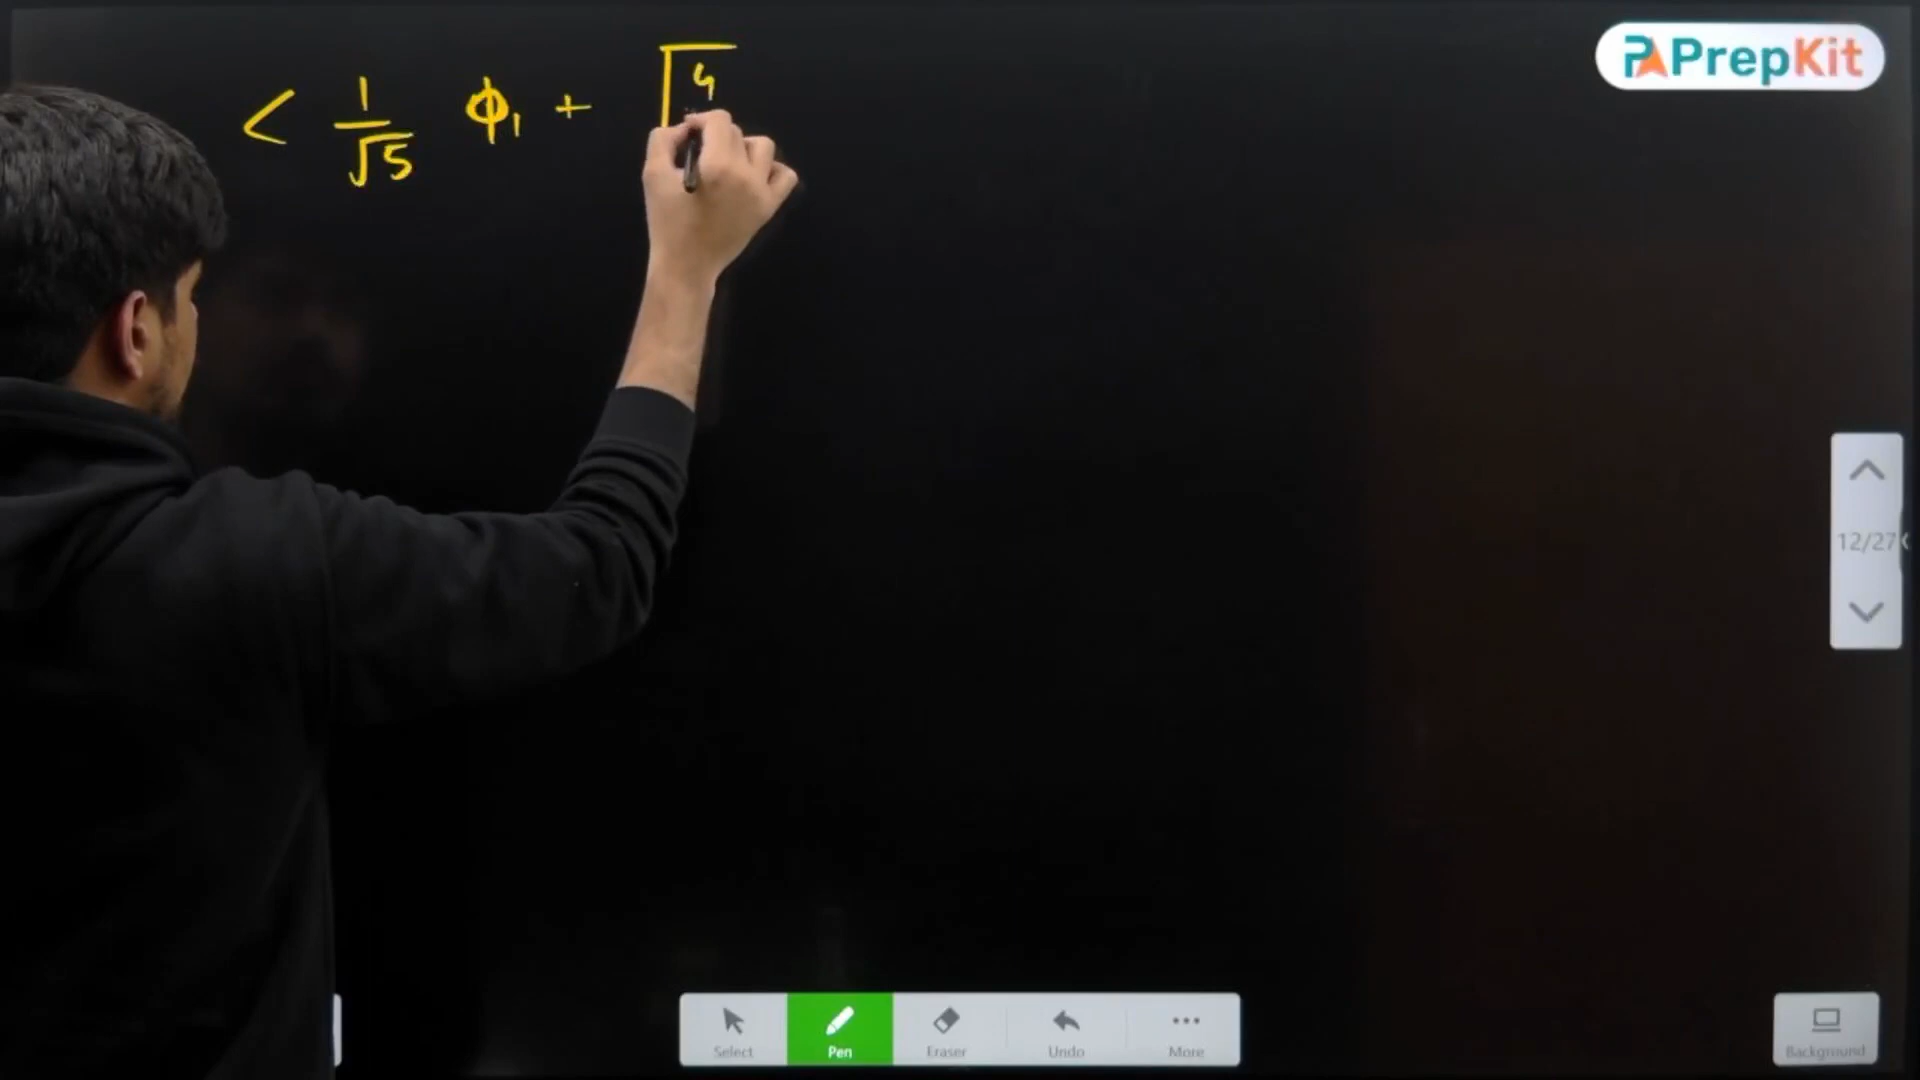 < 1/√5 ϕ₁ + √4
PrepKit
12/27
Select Pen Eraser Undo More Background